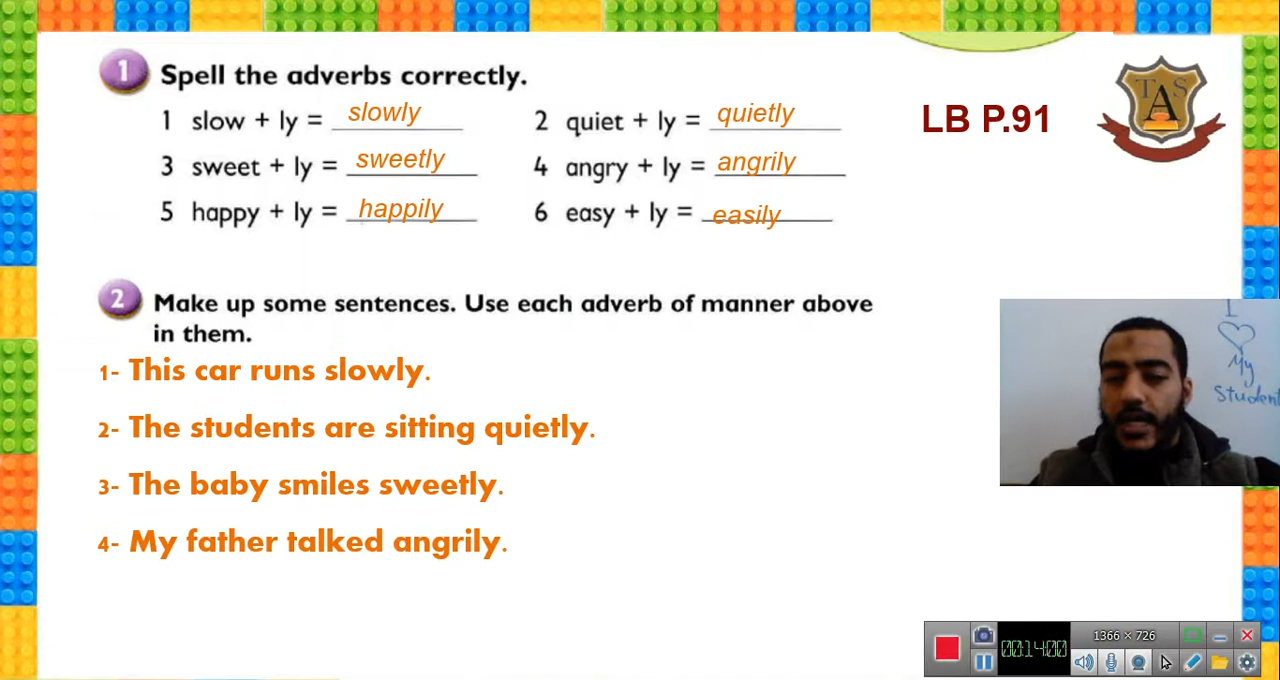 1 Spell the adverbs correctly.
1 slow + ly = slowly 2 quiet + ly = quietly
3 sweet + ly = sweetly 4 angry + ly = angrily
5 happy + ly = happily 6 easy + ly = easily
LB P.91
TAS
2 Make up some sentences. Use each adverb of manner above
in them.
1- This car runs slowly.
2- The students are sitting quietly.
3- The baby smiles sweetly.
4- My father talked angrily.
I
My
Student
00:14:00
1366 × 726